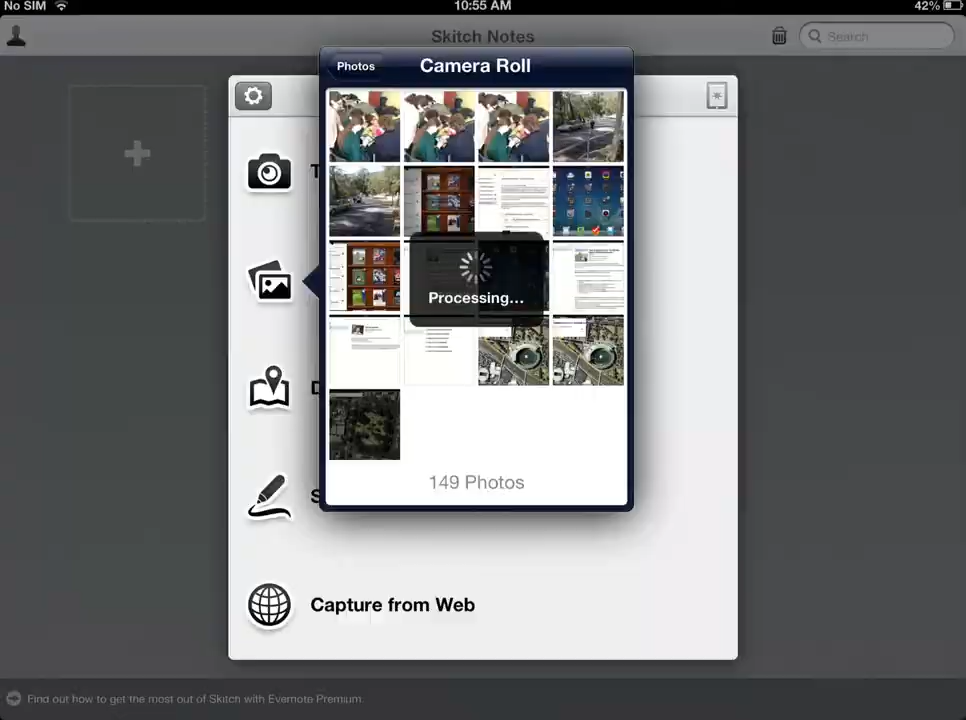 No SIM 10:55 AM 42%
Skitch Notes
Search
Photos Camera Roll
T
Processing...
D
149 Photos
S
Capture from Web
Find out how to get the most out of Skitch with Evernote Premium.